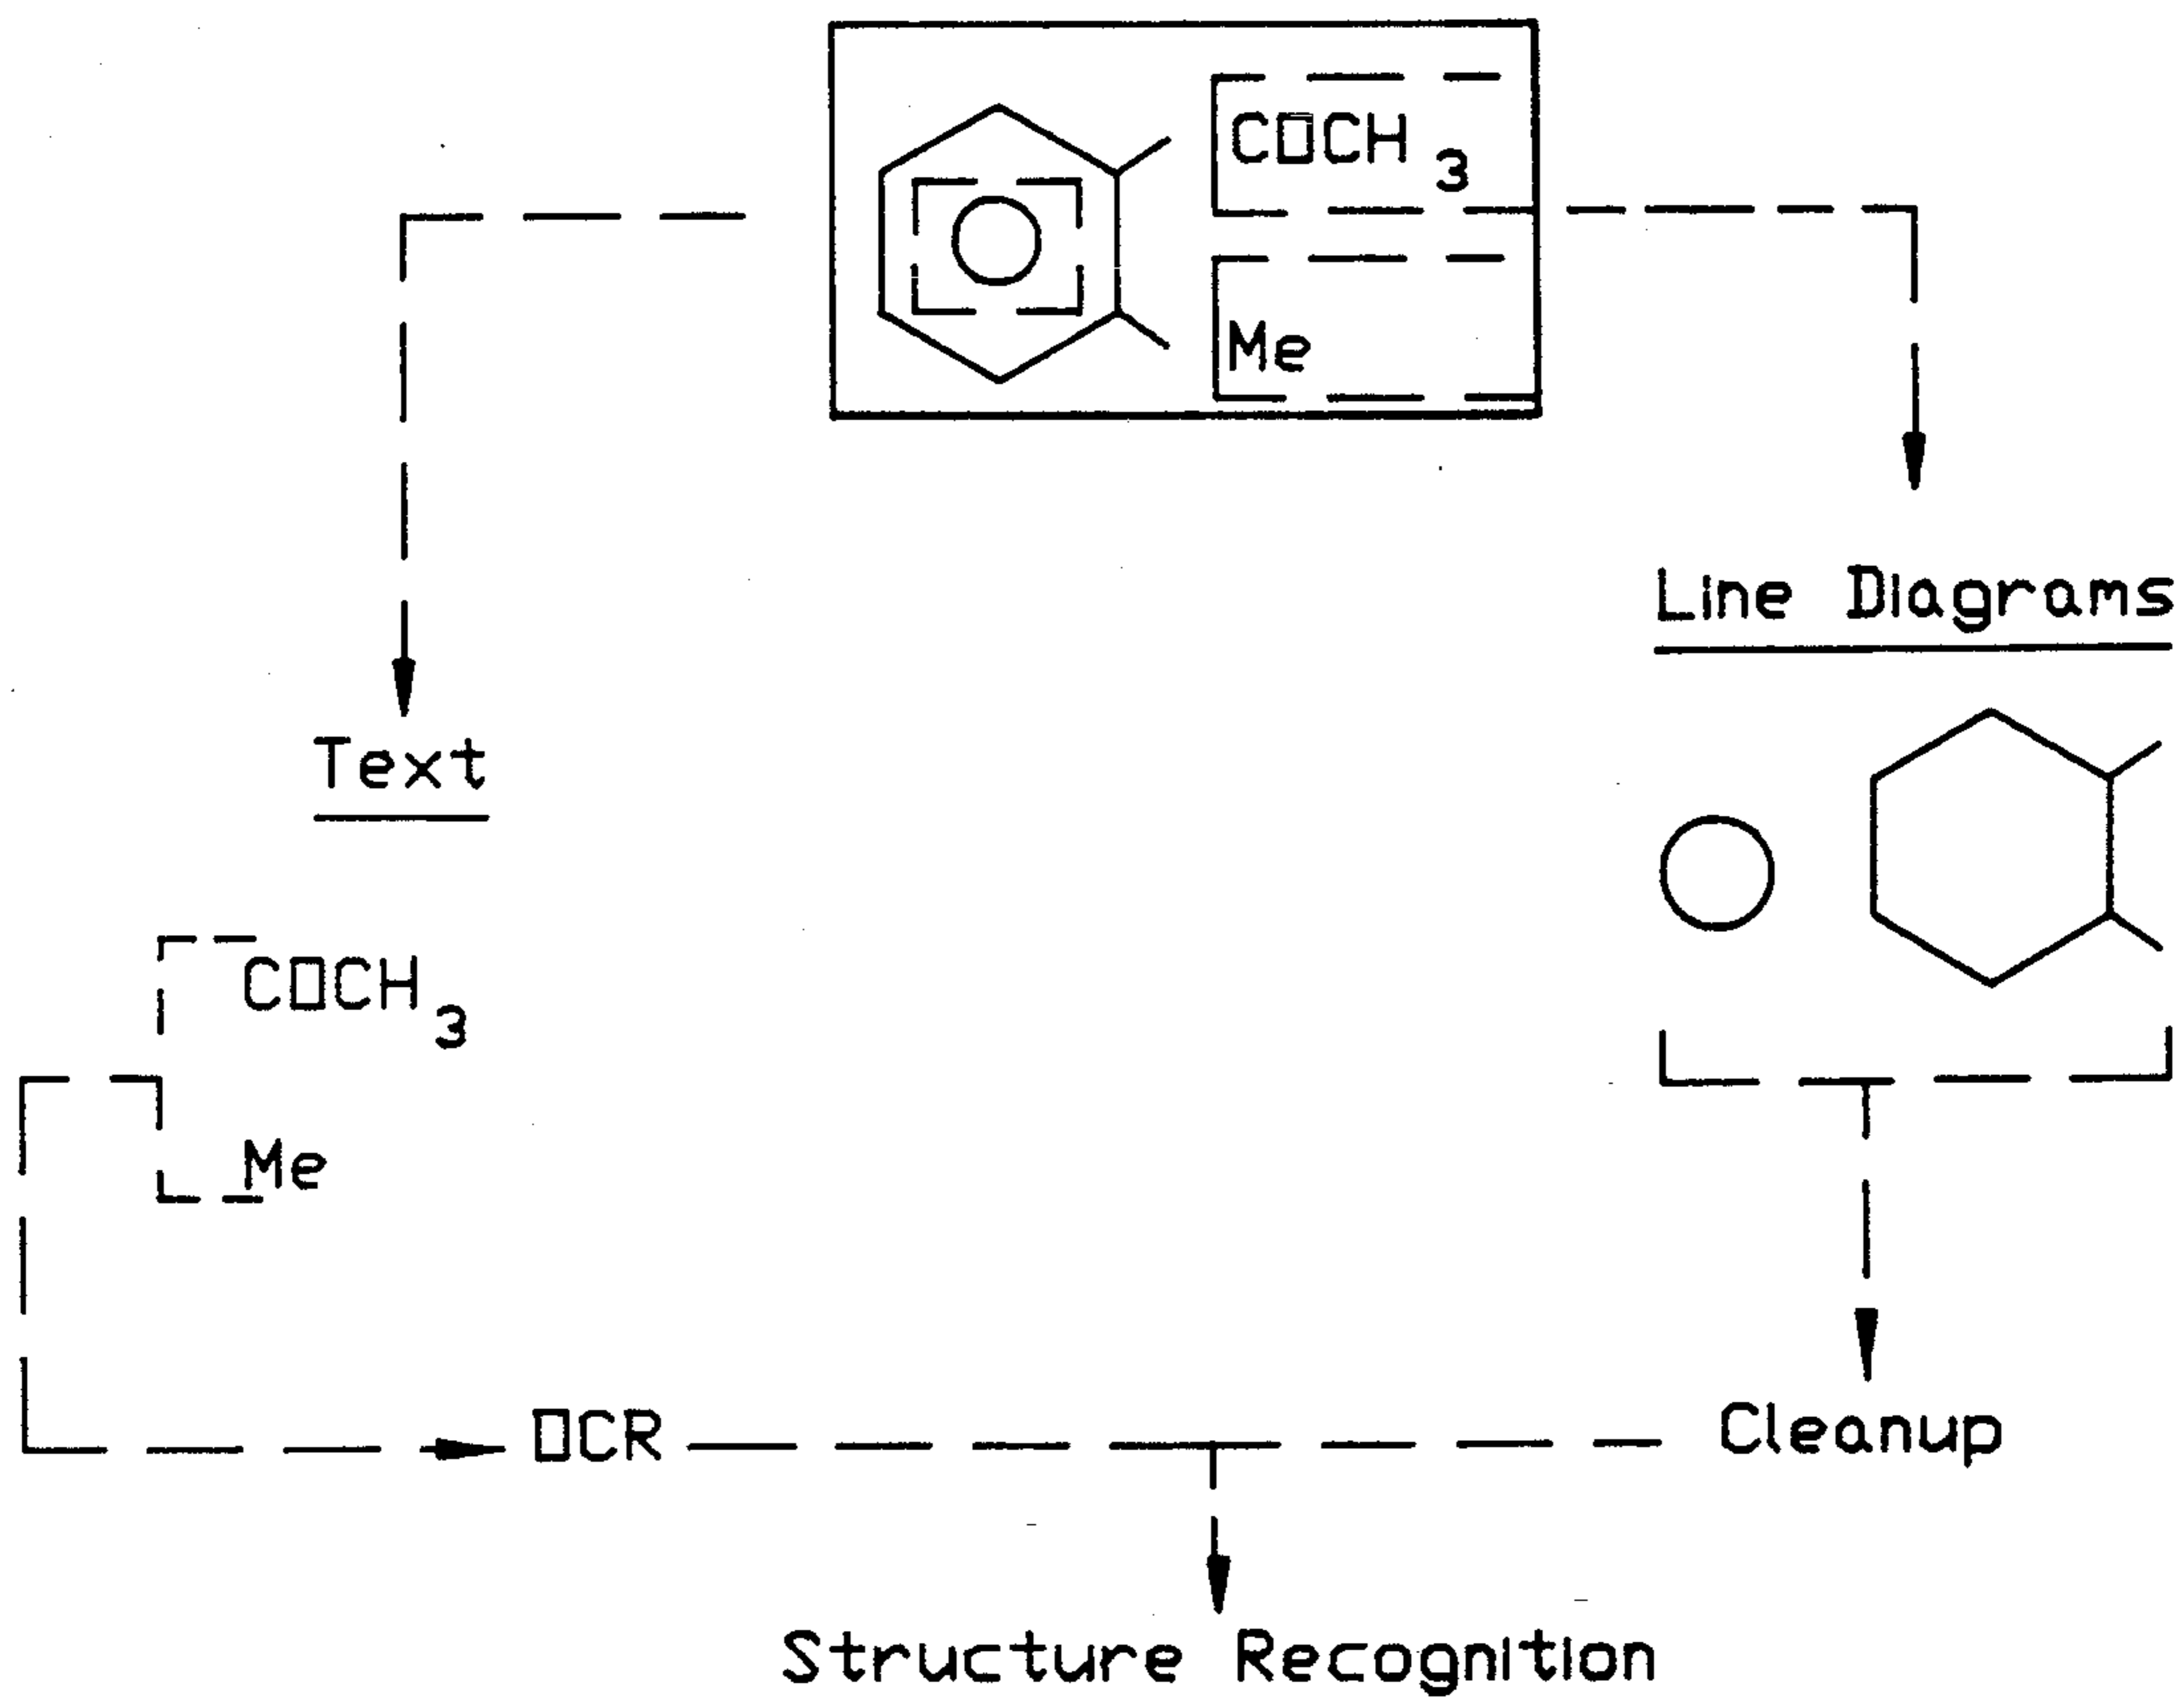 COCH3
Me
Line Diagrams
Text
COCH3
Me
OCR
Cleanup
Structure Recognition